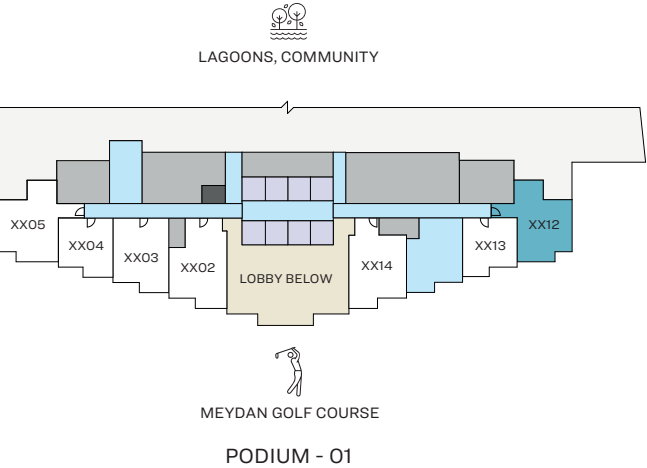 LAGOONS, COMMUNITY
XX05
XX04
XX03
XX02
LOBBY BELOW
XX14
XX13
XX12
MEYDAN GOLF COURSE
PODIUM - 01